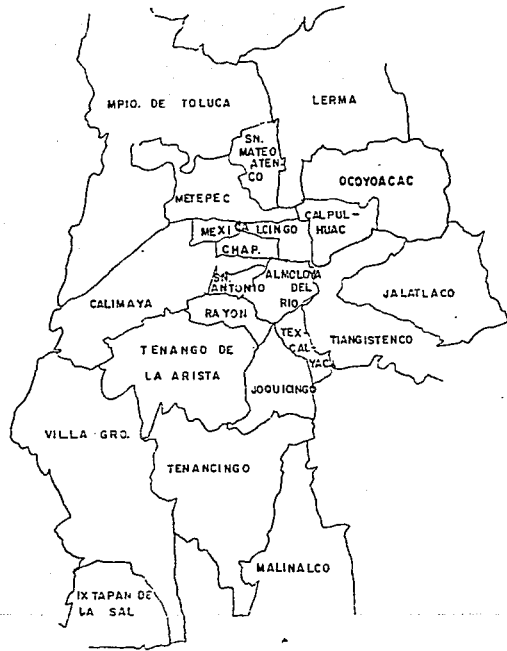 MPIO. DE TOLUCA
LERMA
SN.
MATEO
ATEN-
CO
OCOYOACAC
METEPEC
CALPUL-
HUAC
MEXICALCINGO
CHAP.
SN.
ANTONIO
ALMOLOYA
DEL
RIO
CALIMAYA
JALATLACO
RAYON
TEX-
CAL-
YAC
TIANGISTENCO
TENANGO DE
LA ARISTA
JOQUICINGO
VILLA GRO.
TENANCINGO
MALINALCO
IXTAPAN DE
LA SAL